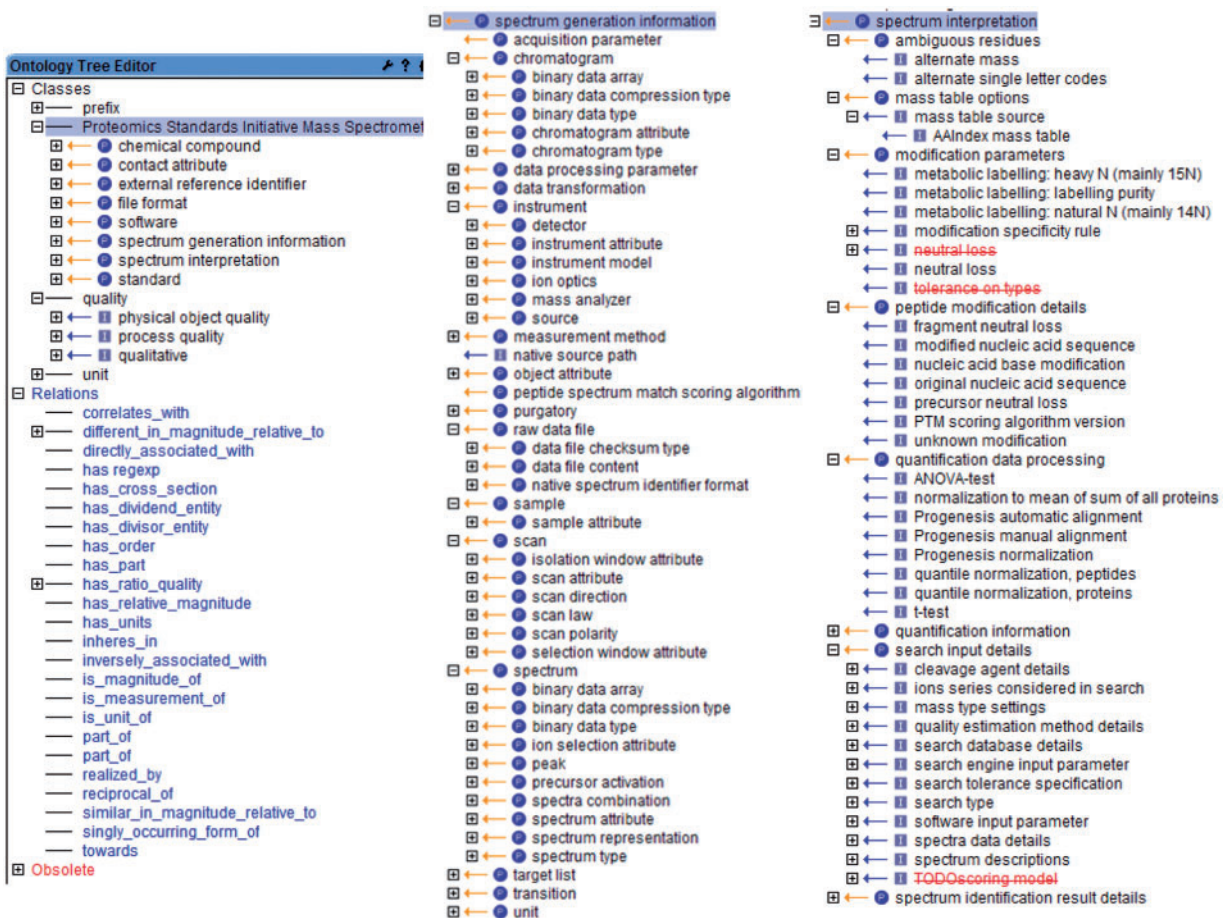 Ontology Tree Editor
Classes
prefix
Proteomics Standards Initiative Mass Spectromet
chemical compound
contact attribute
external reference identifier
file format
software
spectrum generation information
spectrum interpretation
standard
quality
physical object quality
process quality
qualitative
unit
Relations
correlates_with
different_in_magnitude_relative_to
directly_associated_with
has regexp
has_cross_section
has_dividend_entity
has_divisor_entity
has_order
has_part
has_ratio_quality
has_relative_magnitude
has_units
inheres_in
inversely_associated_with
is_magnitude_of
is_measurement_of
is_unit_of
part_of
part_of
realized_by
reciprocal_of
similar_in_magnitude_relative_to
singly_occurring_form_of
towards
Obsolete
spectrum generation information
acquisition parameter
chromatogram
binary data array
binary data compression type
binary data type
chromatogram attribute
chromatogram type
data processing parameter
data transformation
instrument
detector
instrument attribute
instrument model
ion optics
mass analyzer
source
measurement method
native source path
object attribute
peptide spectrum match scoring algorithm
purgatory
raw data file
data file checksum type
data file content
native spectrum identifier format
sample
sample attribute
scan
isolation window attribute
scan attribute
scan direction
scan law
scan polarity
selection window attribute
spectrum
binary data array
binary data compression type
binary data type
ion selection attribute
peak
precursor activation
spectra combination
spectrum attribute
spectrum representation
spectrum type
target list
transition
unit
spectrum interpretation
ambiguous residues
alternate mass
alternate single letter codes
mass table options
mass table source
AAIndex mass table
modification parameters
metabolic labelling: heavy N (mainly 15N)
metabolic labelling: labelling purity
metabolic labelling: natural N (mainly 14N)
modification specificity rule
neutral loss
neutral loss
tolerance on types
peptide modification details
fragment neutral loss
modified nucleic acid sequence
nucleic acid base modification
original nucleic acid sequence
precursor neutral loss
PTM scoring algorithm version
unknown modification
quantification data processing
ANOVA-test
normalization to mean of sum of all proteins
Progenesis automatic alignment
Progenesis manual alignment
Progenesis normalization
quantile normalization, peptides
quantile normalization, proteins
t-test
quantification information
search input details
cleavage agent details
ions series considered in search
mass type settings
quality estimation method details
search database details
search engine input parameter
search tolerance specification
search type
software input parameter
spectra data details
spectrum descriptions
TODOscoring model
spectrum identification result details